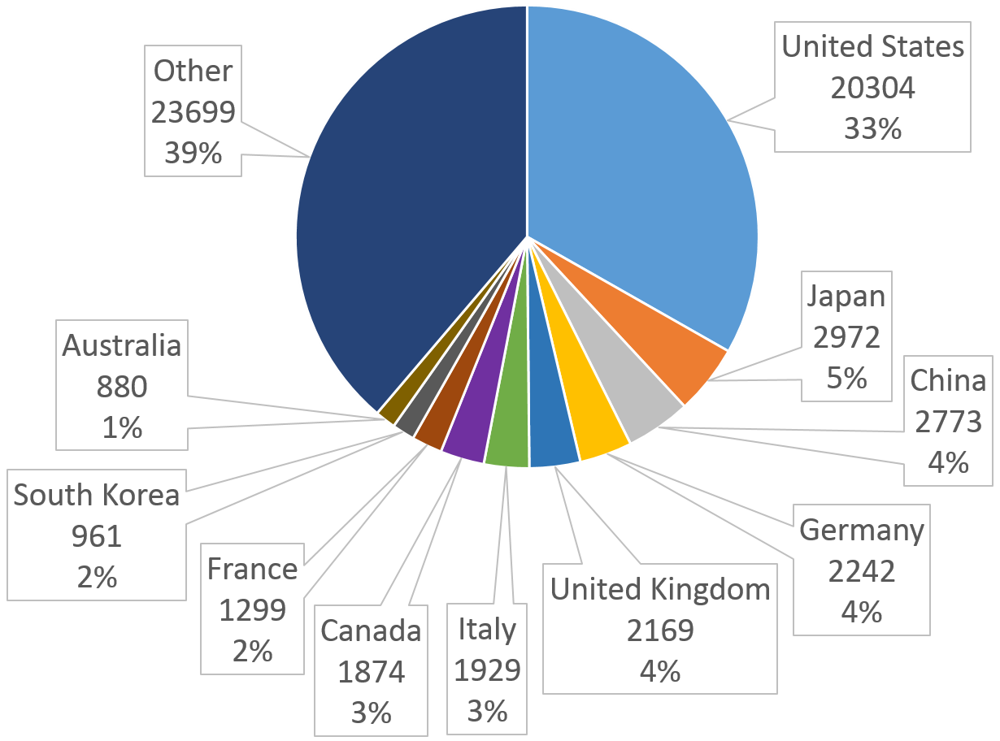 United States
20304
33%
Japan
2972
5%
China
2773
4%
Germany
2242
4%
United Kingdom
2169
4%
Italy
1929
3%
Canada
1874
3%
France
1299
2%
South Korea
961
2%
Australia
880
1%
Other
23699
39%